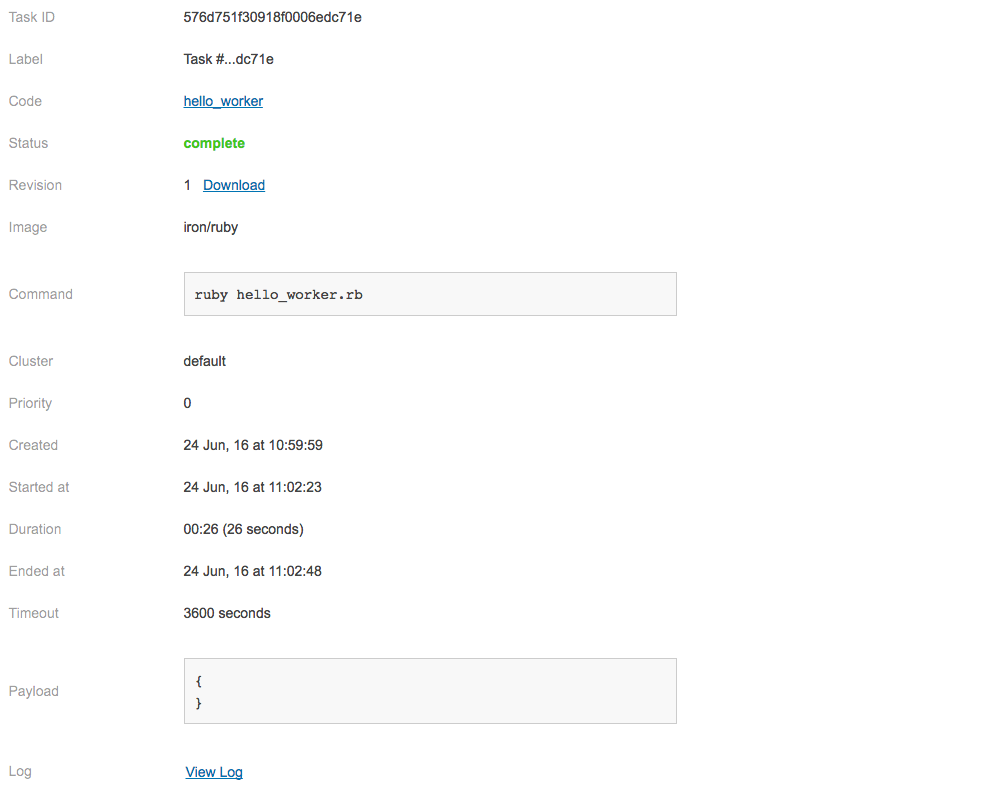 Task ID 576d751f30918f0006edc71e
Label Task #...dc71e
Code hello_worker
Status complete
Revision 1 Download
Image iron/ruby
Command ruby hello_worker.rb
Cluster default
Priority 0
Created 24 Jun, 16 at 10:59:59
Started at 24 Jun, 16 at 11:02:23
Duration 00:26 (26 seconds)
Ended at 24 Jun, 16 at 11:02:48
Timeout 3600 seconds
Payload {
}
Log View Log